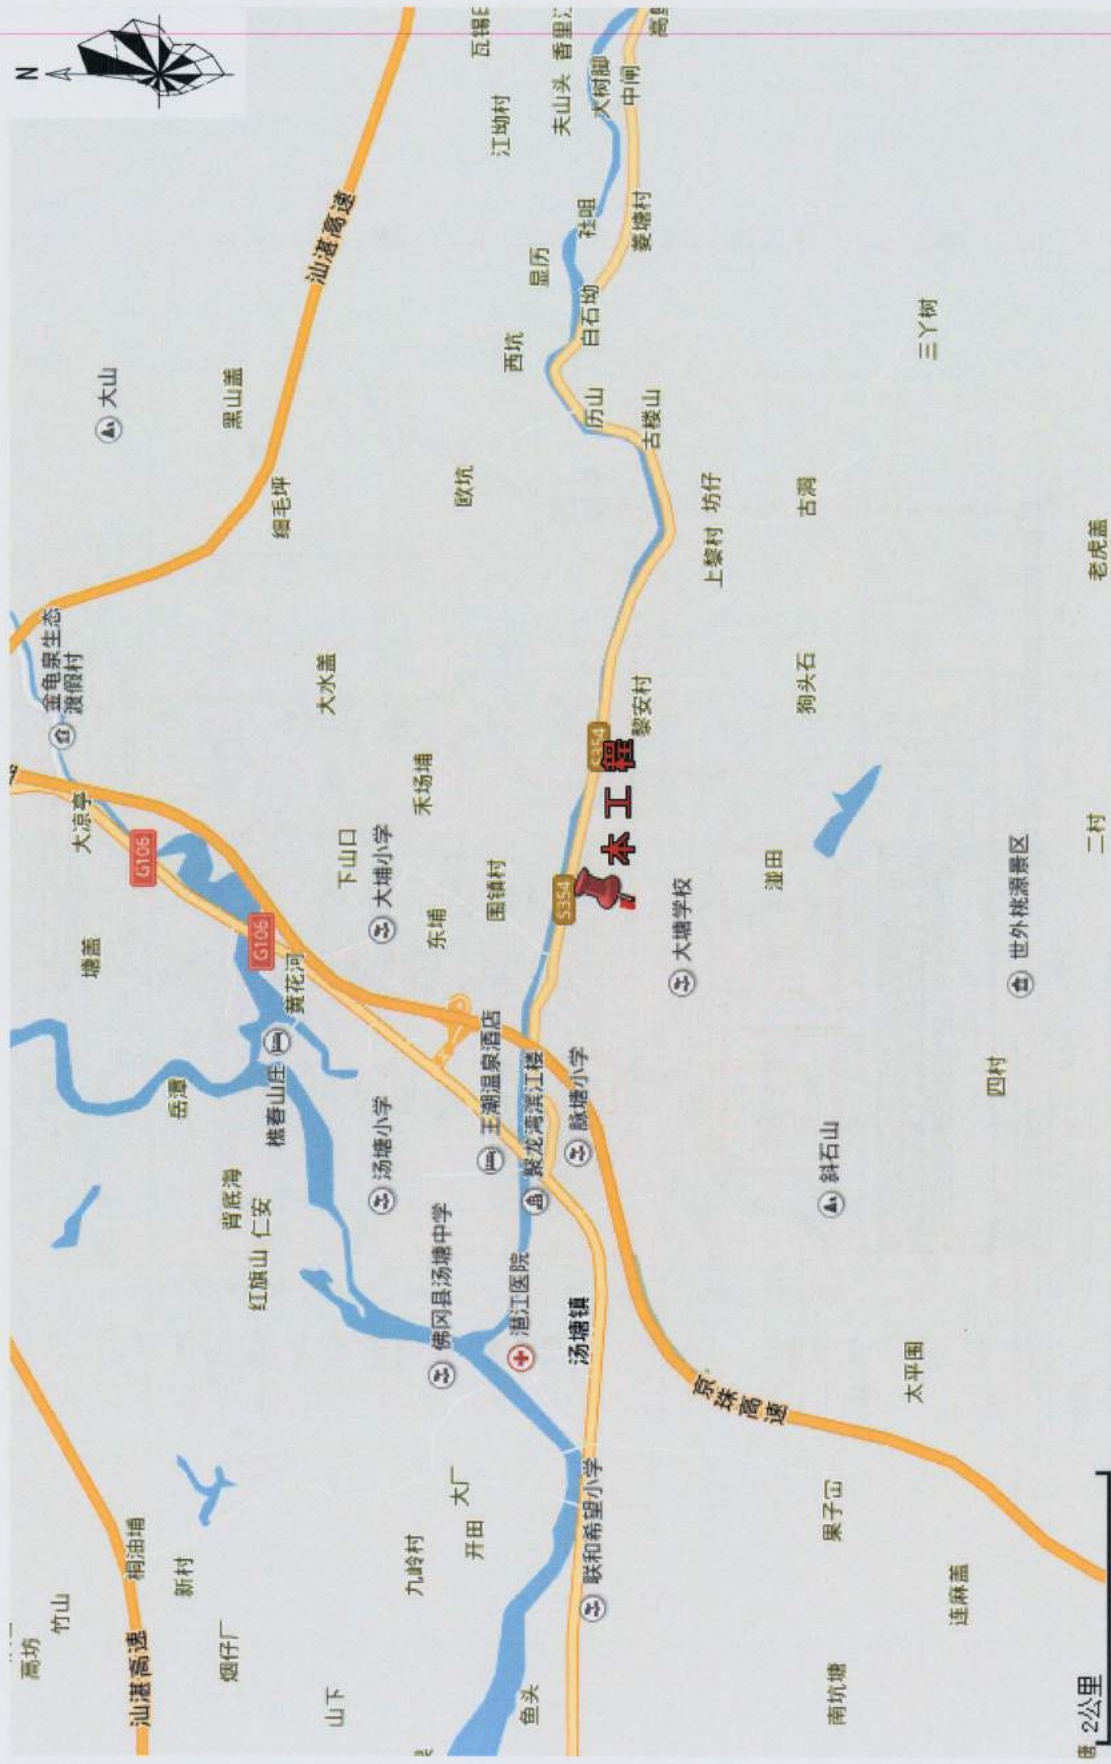 N
高坊
竹山
金龟泉生态
渡假村
大凉亭
塘盖
大山
桐油埔
汕湛高速
G106
新村
岳潭
烟仔厂
背底海
黑山盖
红旗山
仁安
G106
樵春山庄
黄花河
细毛坪
山下
大水盖
汕湛高速
下山口
汤塘小学
大埔小学
九岭村
禾场埔
佛冈县汤塘中学
东埔
大厂
欧坑
开田
王潮温泉酒店
围镇村
江坳村
西坑
鱼头
湴江医院
聚龙湾滨江楼
显历
夫山头
S354
汤塘镇
脉塘小学
联和希望小学
S354
历山
白石坳
社咀
大树脚
本工程
中闸
黎安村
古楼山
菱塘村
大塘学校
京珠高速
上黎村
坊仔
湴田
狗头石
古洞
南坑塘
果子㘭
斜石山
太平围
三丫树
连麻盖
四村
世外桃源景区
二村
老虎盖
2公里